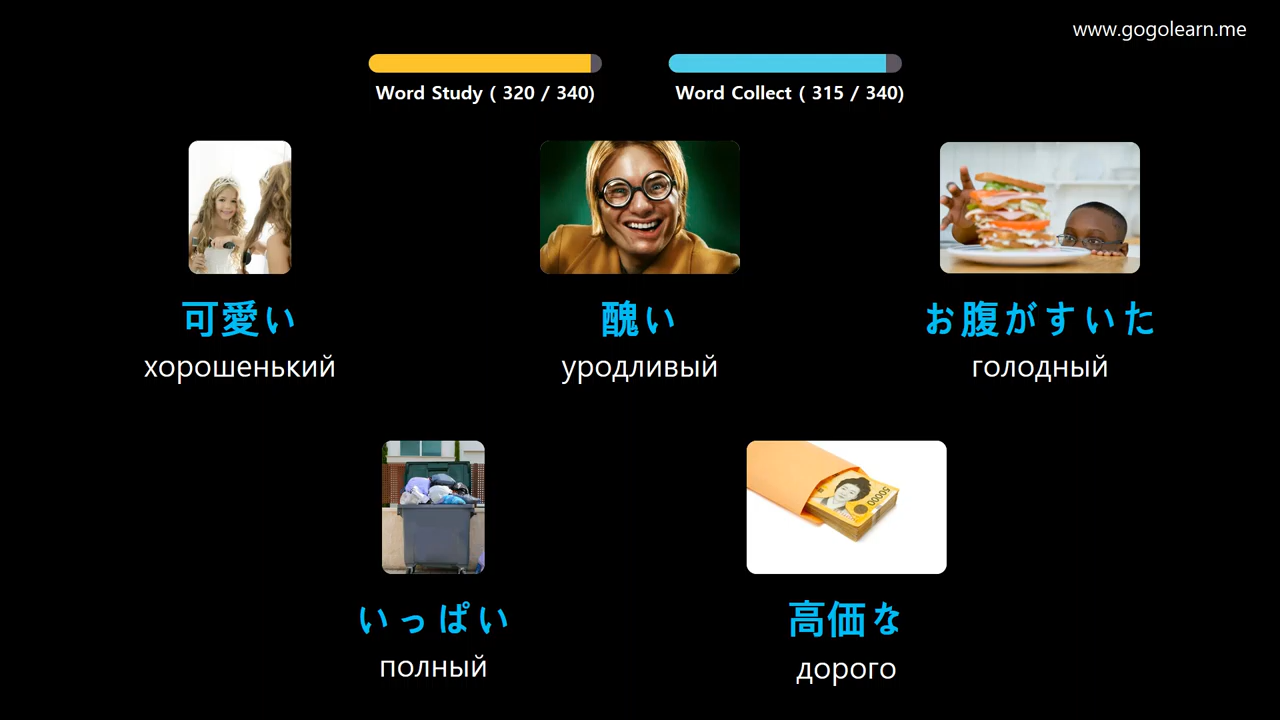 www.gogolearn.me
Word Study ( 320 / 340)
Word Collect ( 315 / 340)
可愛い
хорошенький
醜い
уродливый
お腹がすいた
голодный
いっぱい
полный
50000
高価な
дорого